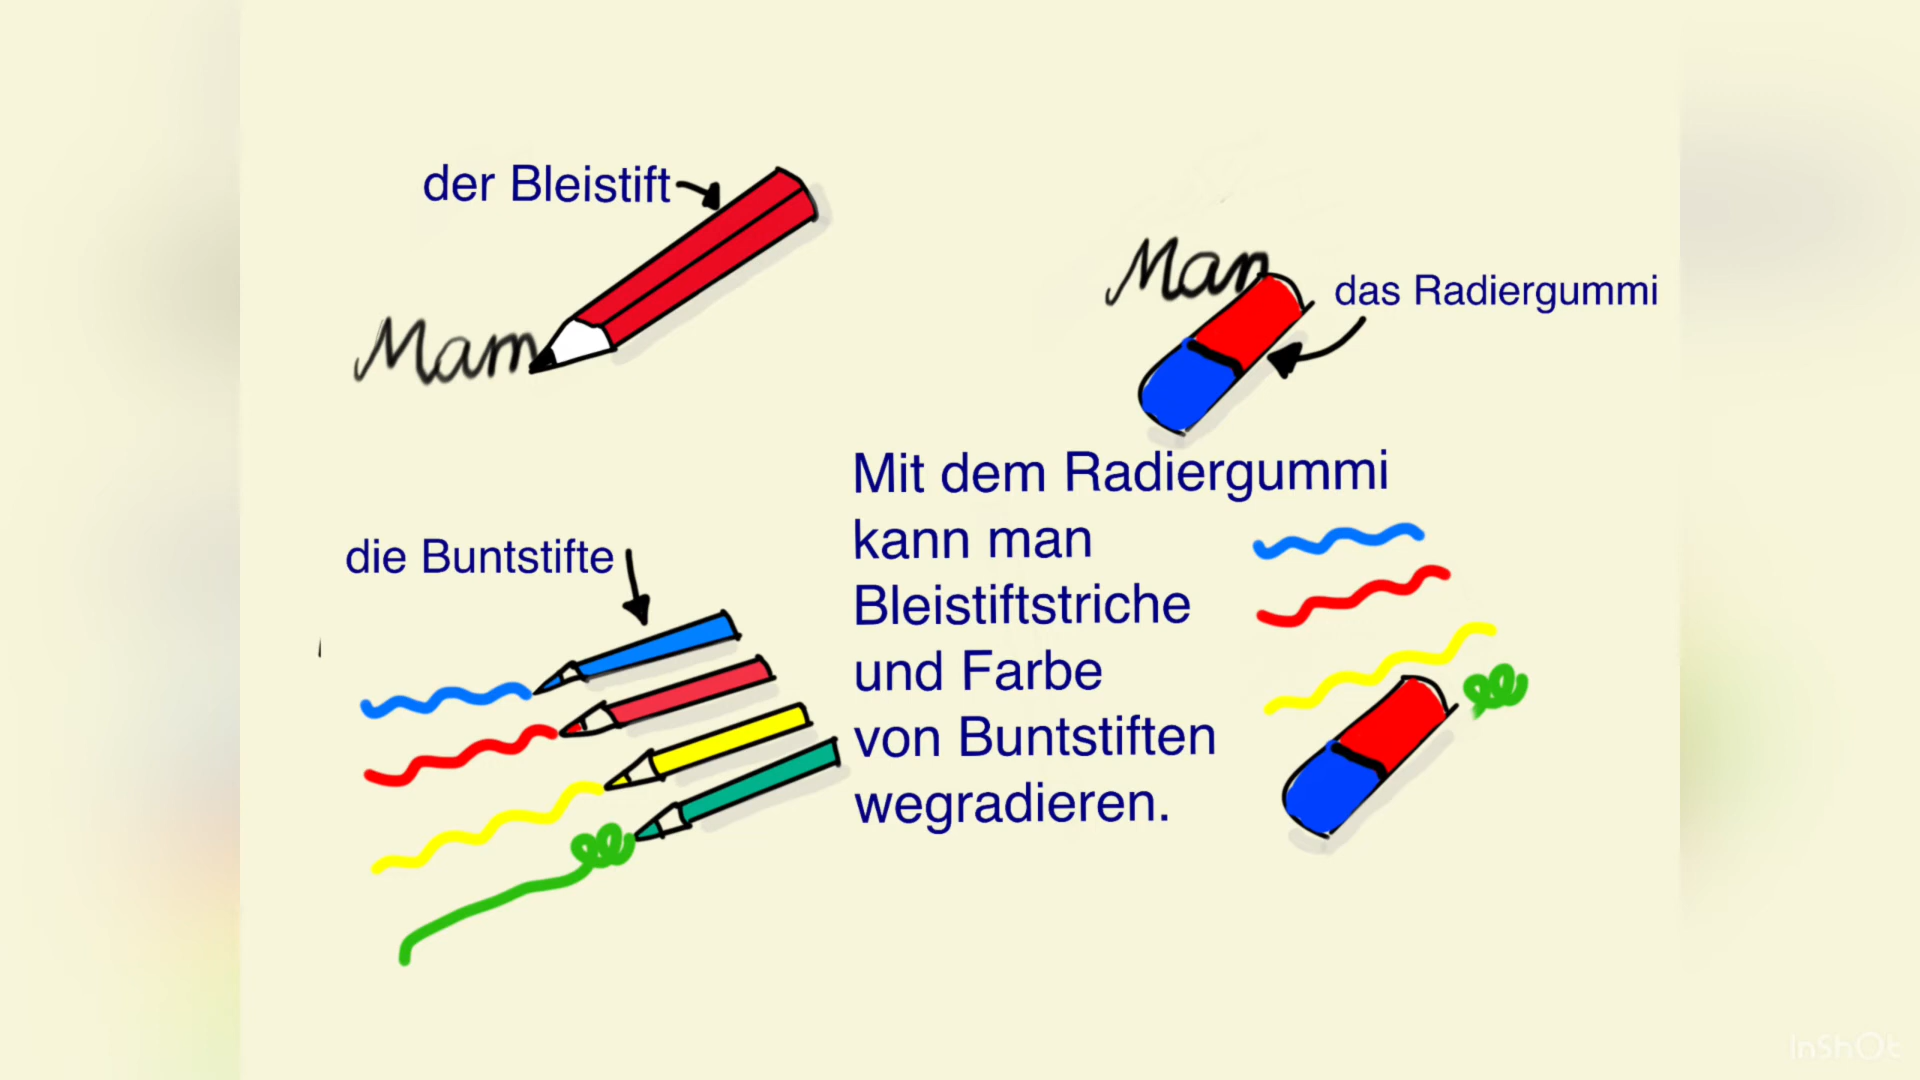 der Bleistift
Mam
Man
das Radiergummi
die Buntstifte
Mit dem Radiergummi
kann man
Bleistiftstriche
und Farbe
von Buntstiften
wegradieren.
InShOt